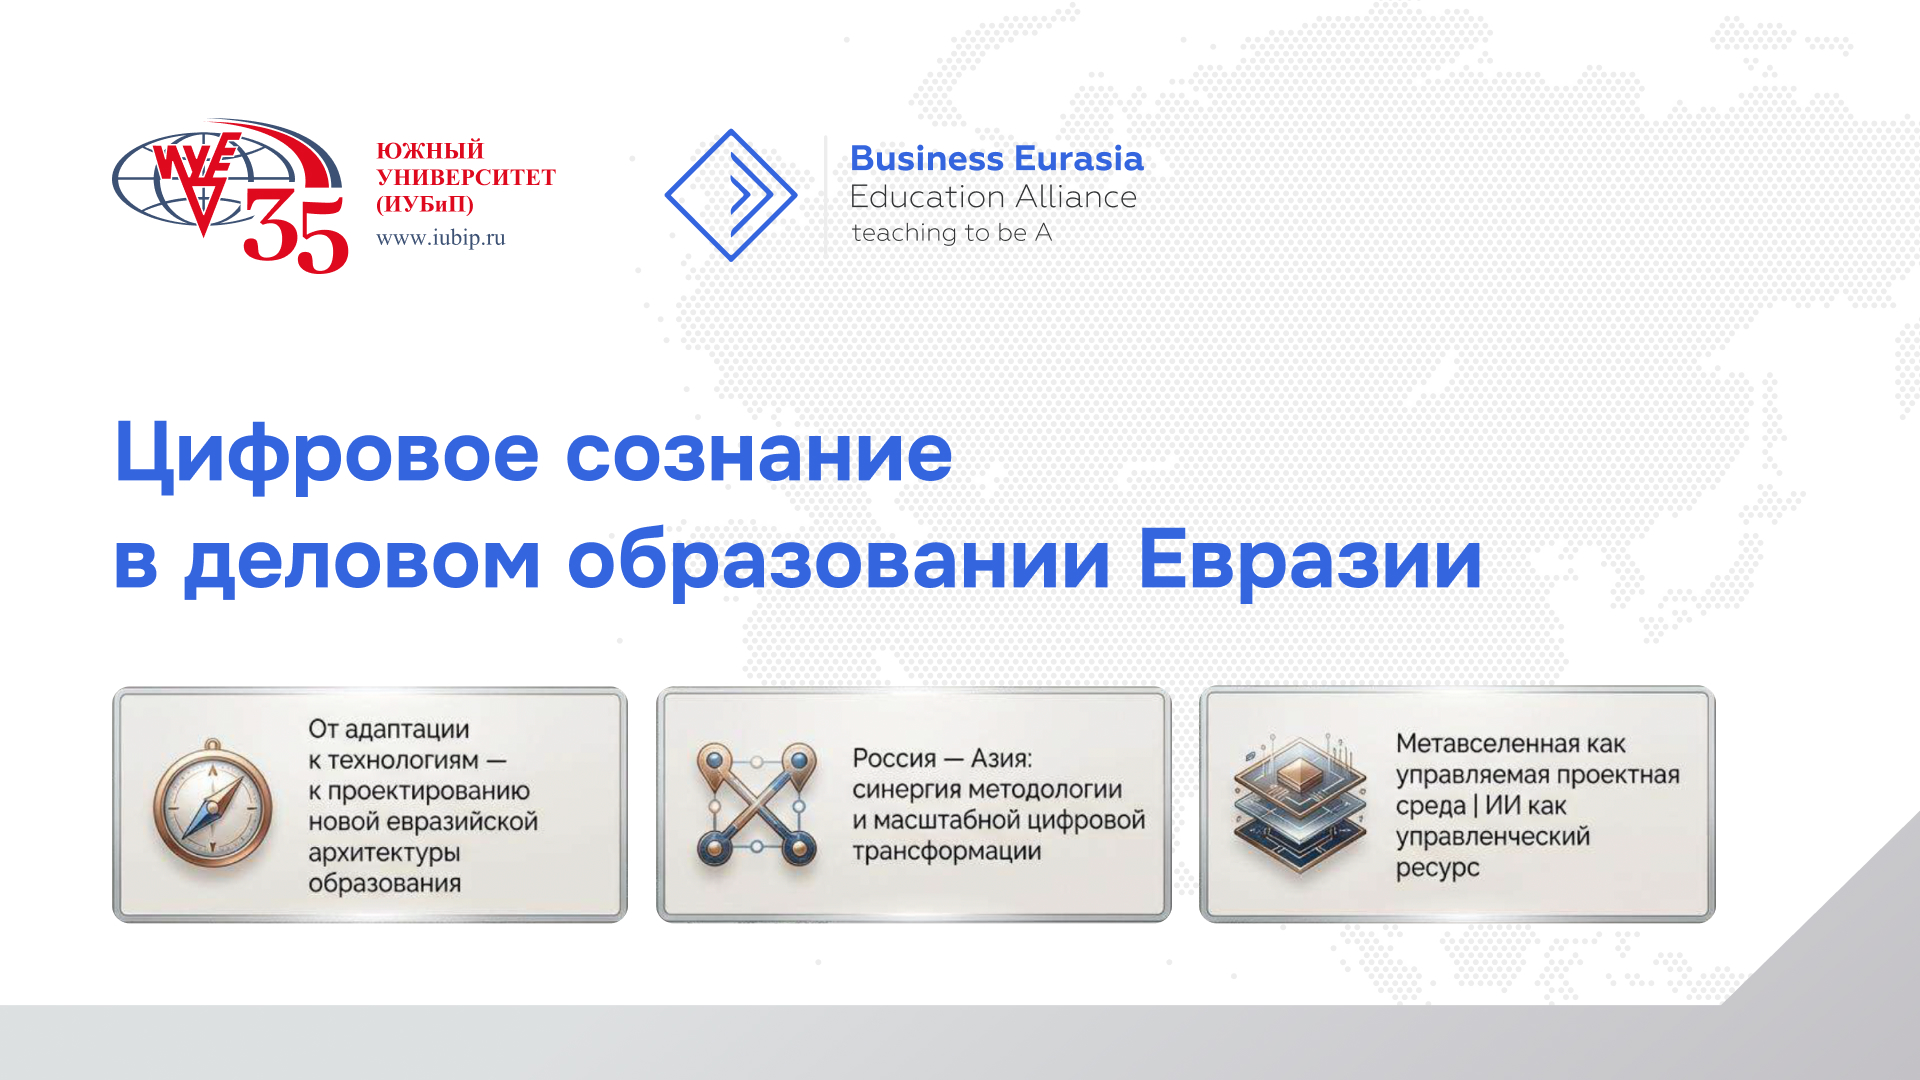 WVE
35
ЮЖНЫЙ
УНИВЕРСИТЕТ
(ИУБиП)
www.iubip.ru
Business Eurasia
Education Alliance
teaching to be A
Цифровое сознание
в деловом образовании Евразии
От адаптации
к технологиям —
к проектированию
новой евразийской
архитектуры
образования
Россия — Азия:
синергия методологии
и масштабной цифровой
трансформации
Метавселенная как
управляемая проектная
среда | ИИ как
управленческий
ресурс